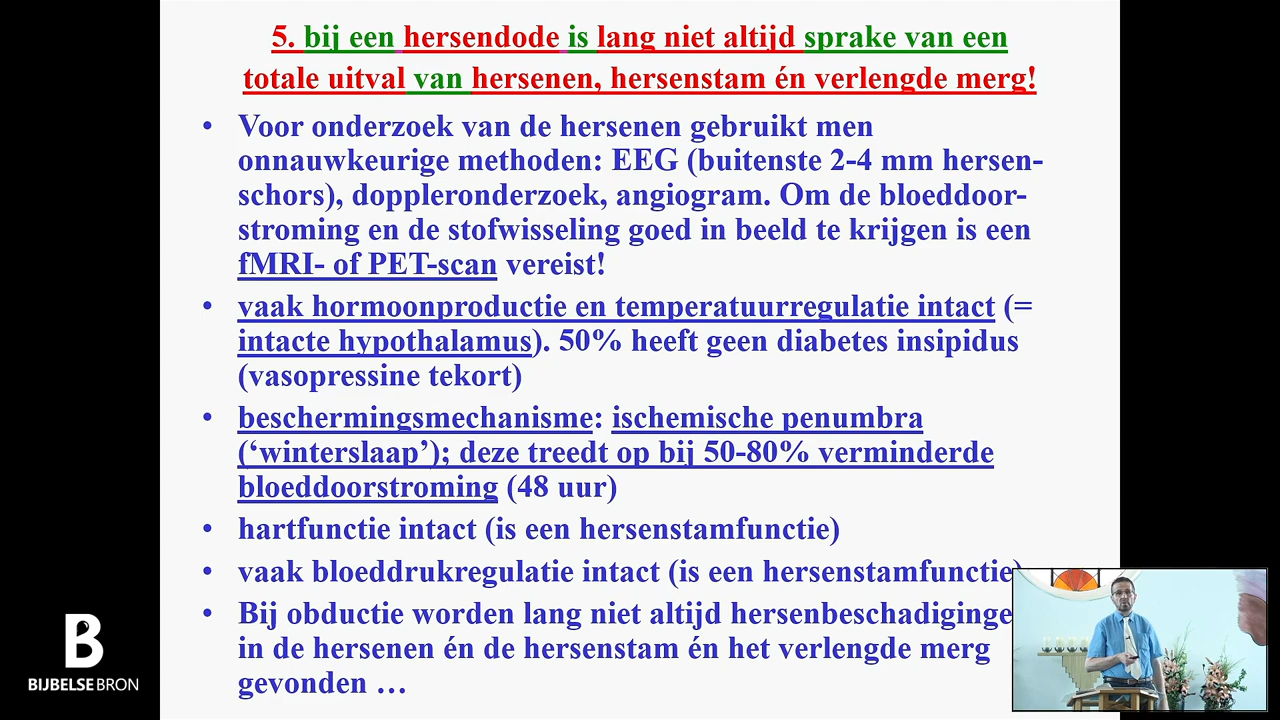 5. bij een hersendode is lang niet altijd sprake van een
totale uitval van hersenen, hersenstam én verlengde merg!
• Voor onderzoek van de hersenen gebruikt men
onnauwkeurige methoden: EEG (buitenste 2-4 mm hersen-
schors), doppleronderzoek, angiogram. Om de bloeddoor-
stroming en de stofwisseling goed in beeld te krijgen is een
fMRI- of PET-scan vereist!
• vaak hormoonproductie en temperatuurregulatie intact (=
intacte hypothalamus). 50% heeft geen diabetes insipidus
(vasopressine tekort)
• beschermingsmechanisme: ischemische penumbra
(‘winterslaap’); deze treedt op bij 50-80% verminderde
bloeddoorstroming (48 uur)
• hartfunctie intact (is een hersenstamfunctie)
• vaak bloeddrukregulatie intact (is een hersenstamfunctie)
• Bij obductie worden lang niet altijd hersenbeschadiginge
in de hersenen én de hersenstam én het verlengde merg
gevonden …
B
BIJBELSE BRON